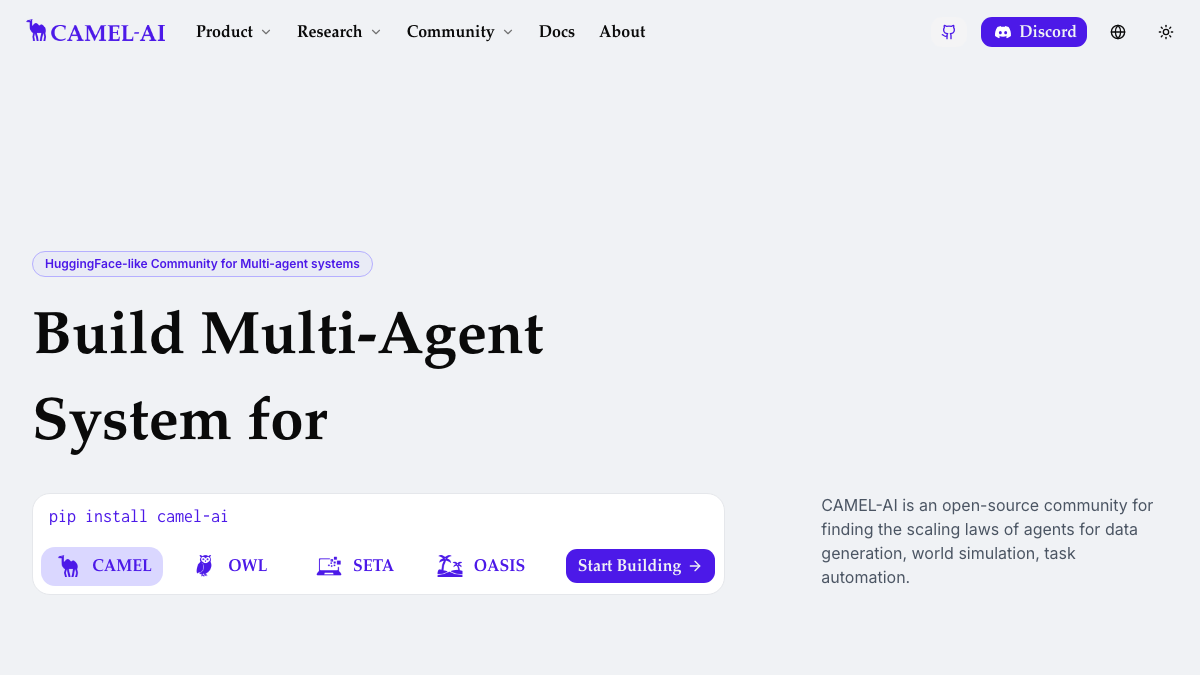 CAMEL-AI
Product
Research
Community
Docs
About
Discord
HuggingFace-like Community for Multi-agent systems
Build Multi-Agent
System for
pip install camel-ai
CAMEL
OWL
SETA
OASIS
Start Building
CAMEL-AI is an open-source community for
finding the scaling laws of agents for data
generation, world simulation, task
automation.